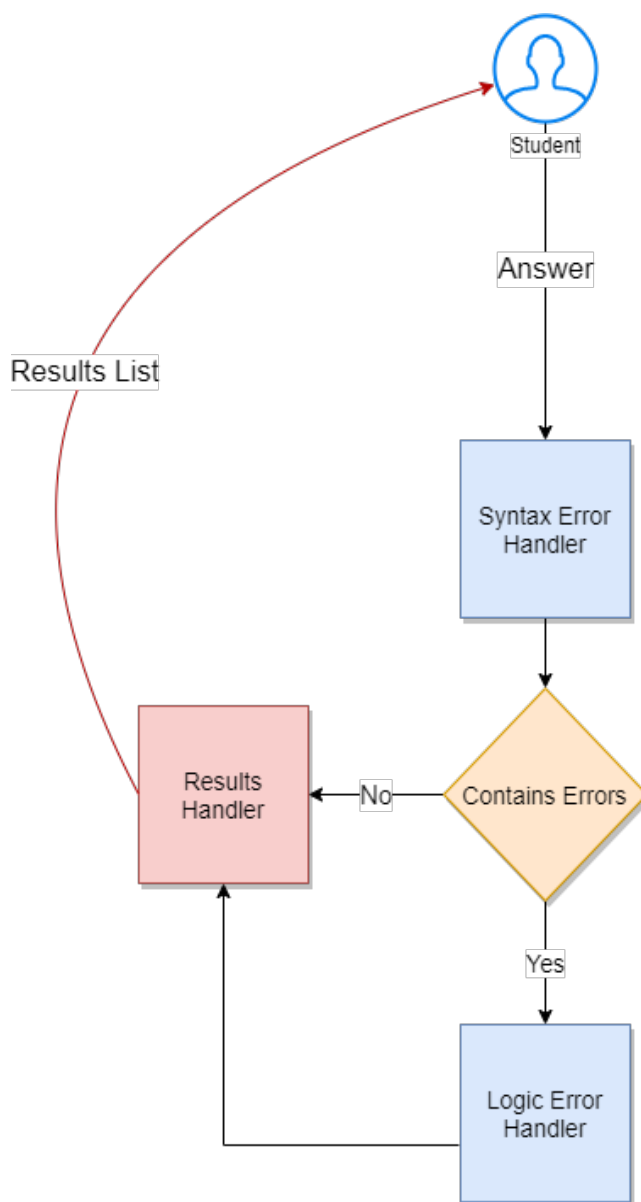 Student
Answer
Results List
Syntax Error
Handler
Results
Handler
No
Contains Errors
Yes
Logic Error
Handler